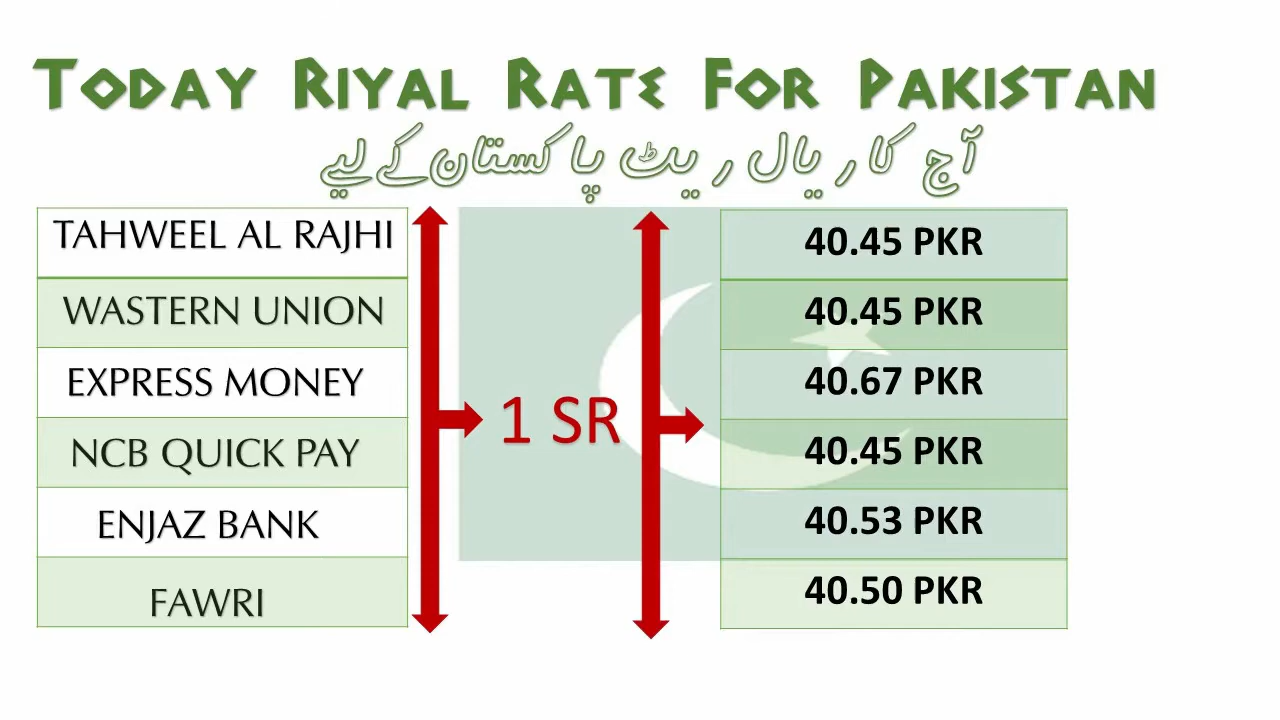 TODAY RIYAL RATE FOR PAKISTAN
آج کا ریال ریٹ پاکستان کے لیے
TAHWEEL AL RAJHI 40.45 PKR
WASTERN UNION 40.45 PKR
EXPRESS MONEY 40.67 PKR
1 SR
NCB QUICK PAY 40.45 PKR
ENJAZ BANK 40.53 PKR
FAWRI 40.50 PKR